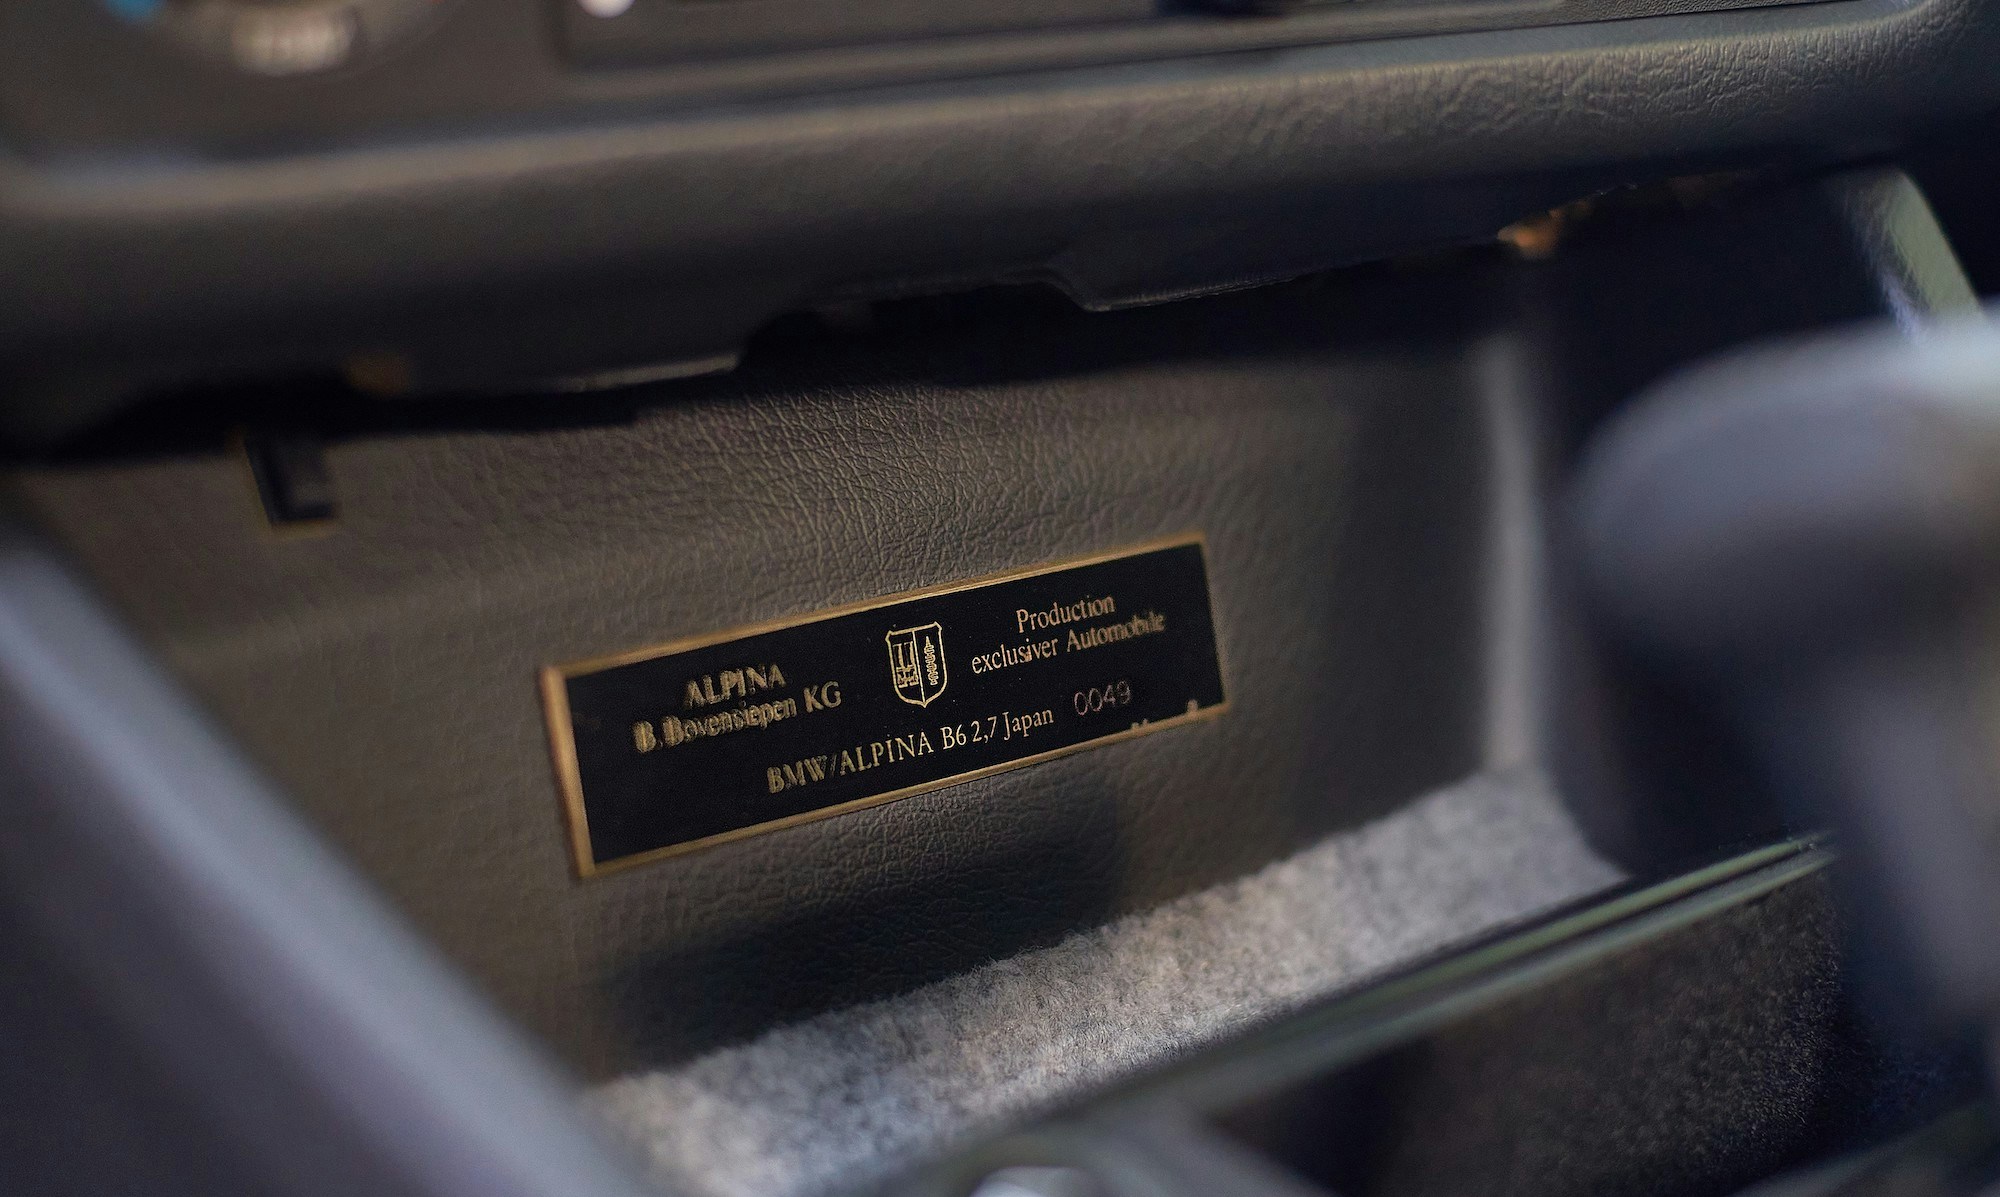 ALPINA
B. Bovensiepen KG
Production
exclusiver Automobile
BMW/ALPINA B6 2,7 Japan 0049